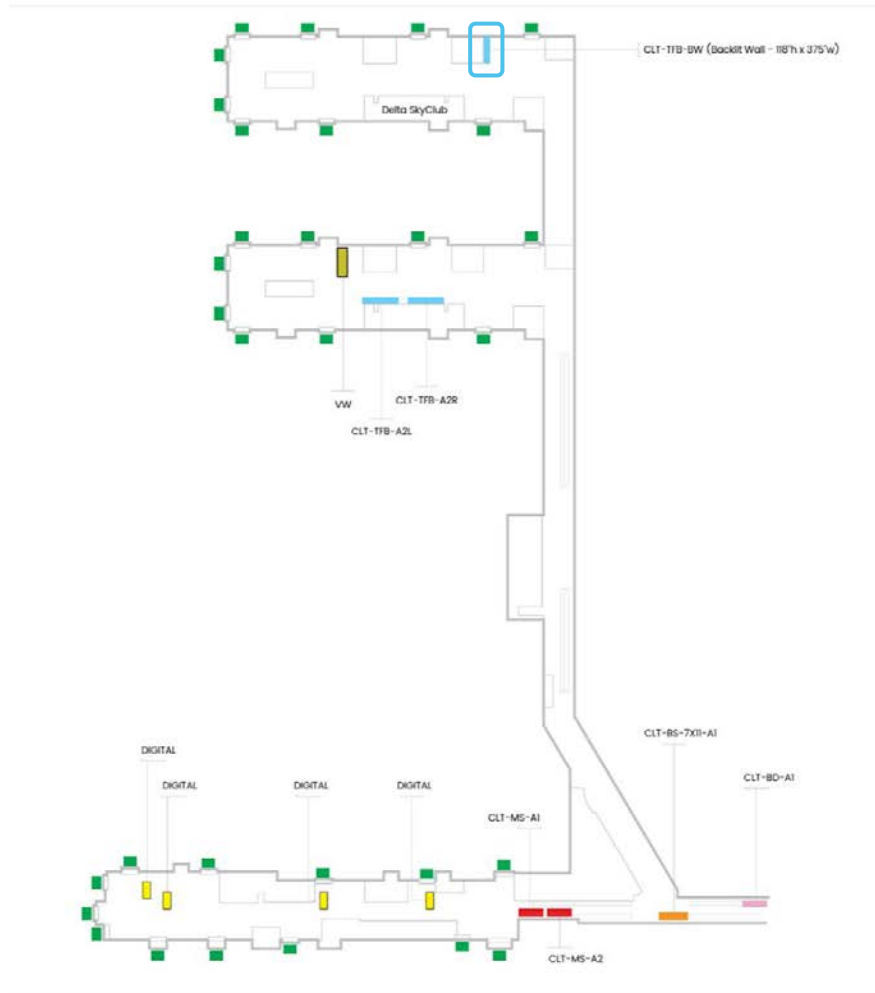 CLT-TFB-BW (Backlit Wall - 118"h x 375"w)
Delta SkyClub
VW
CLT-TFB-A2R
CLT-TFB-A2L
CLT-BS-7X11-A1
DIGITAL
CLT-BD-A1
DIGITAL
DIGITAL
DIGITAL
CLT-MS-A1
CLT-MS-A2